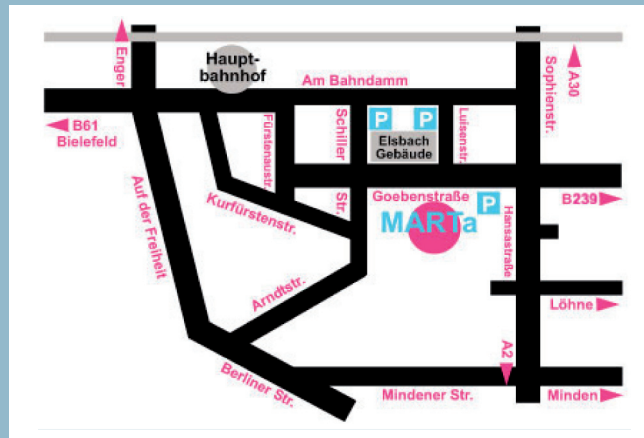 Enger
Haupt-
bahnhof
Am Bahndamm
Sophienstr.
A30
B61
Bielefeld
Fürstenaustr.
Schiller
Str.
P
P
Elsbach
Gebäude
Luisenstr.
Auf der Freiheit
Kurfürstenstr.
Goebenstraße
MARTa
P
Hansastraße
B239
Arndtstr.
Löhne
A2
Berliner Str.
Mindener Str.
Minden